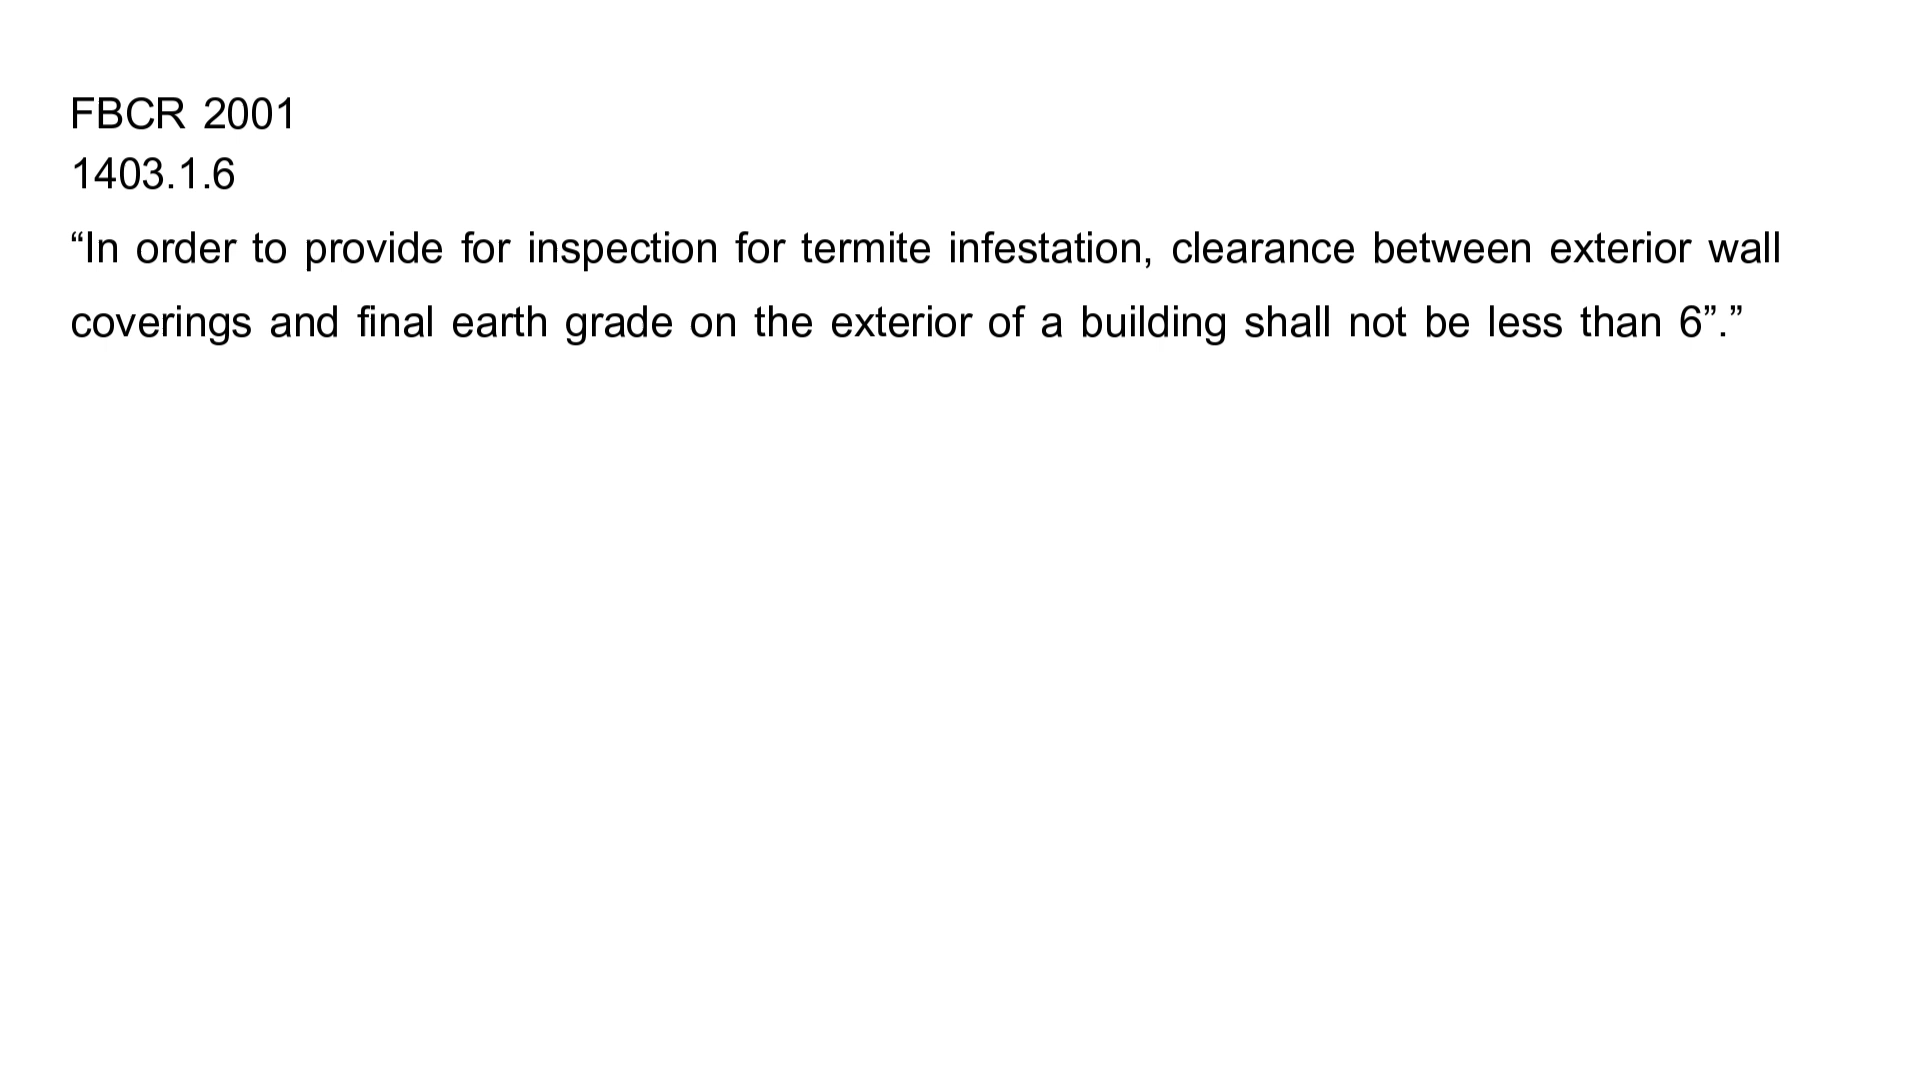 FBCR 2001
1403.1.6
“In order to provide for inspection for termite infestation, clearance between exterior wall
coverings and final earth grade on the exterior of a building shall not be less than 6”.”